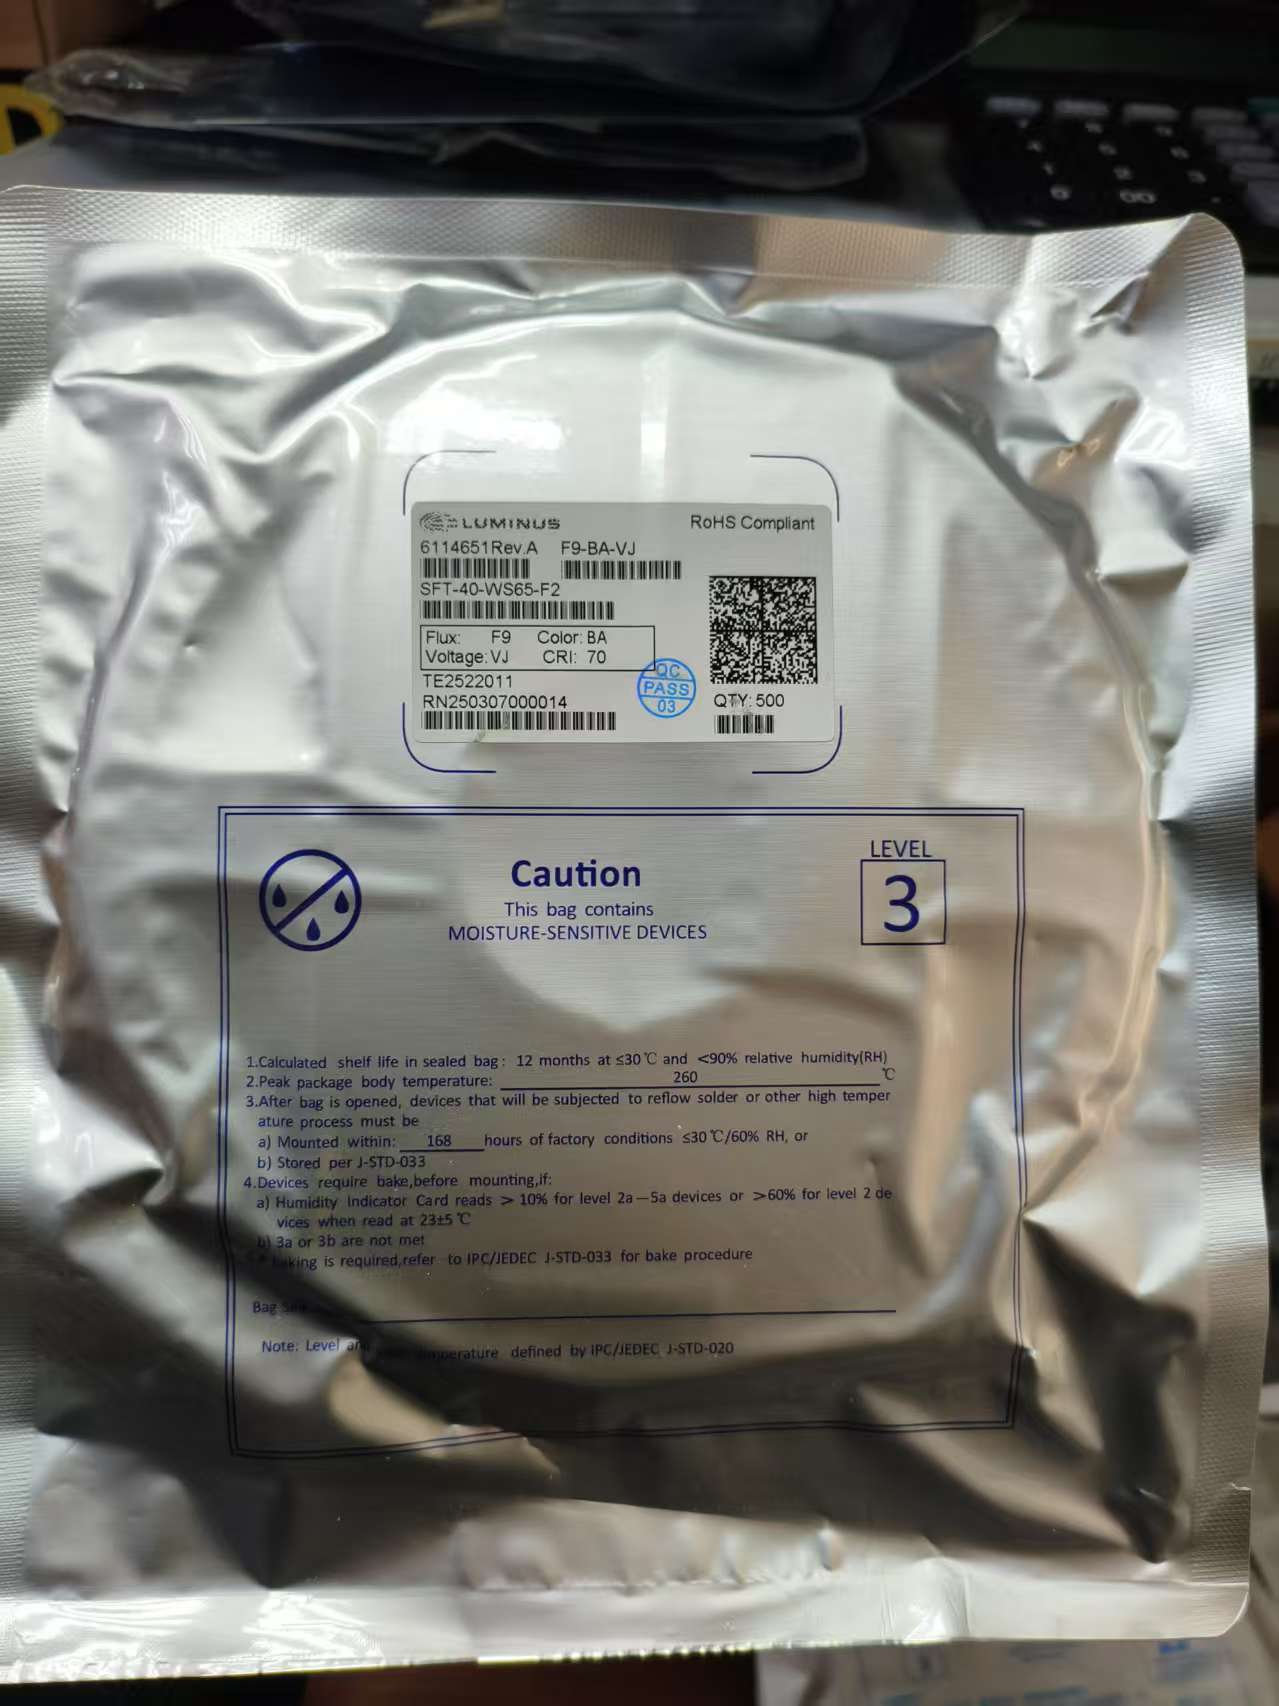 LUMINUS
RoHS Compliant
6114651Rev.A F9-BA-VJ
SFT-40-WS65-F2
Flux: F9 Color: BA
Voltage: VJ CRI: 70
TE2522011
RN250307000014
QC
PASS
03
QTY: 500
Caution
This bag contains
MOISTURE-SENSITIVE DEVICES
LEVEL
3
1.Calculated shelf life in sealed bag: 12 months at ≤30℃ and <90% relative humidity(RH)
2.Peak package body temperature: 260 ℃
3.After bag is opened, devices that will be subjected to reflow solder or other high temper
ature process must be
a) Mounted within: 168 hours of factory conditions ≤30℃/60% RH, or
b) Stored per J-STD-033
4.Devices require bake,before mounting,if:
a) Humidity Indicator Card reads > 10% for level 2a—5a devices or >60% for level 2 de
vices when read at 23±5℃
b) 3a or 3b are not met
is required,refer to IPC/JEDEC J-STD-033 for bake procedure
Bag
Note: Level defined by IPC/JEDEC J-STD-020
1 2 3
0 00